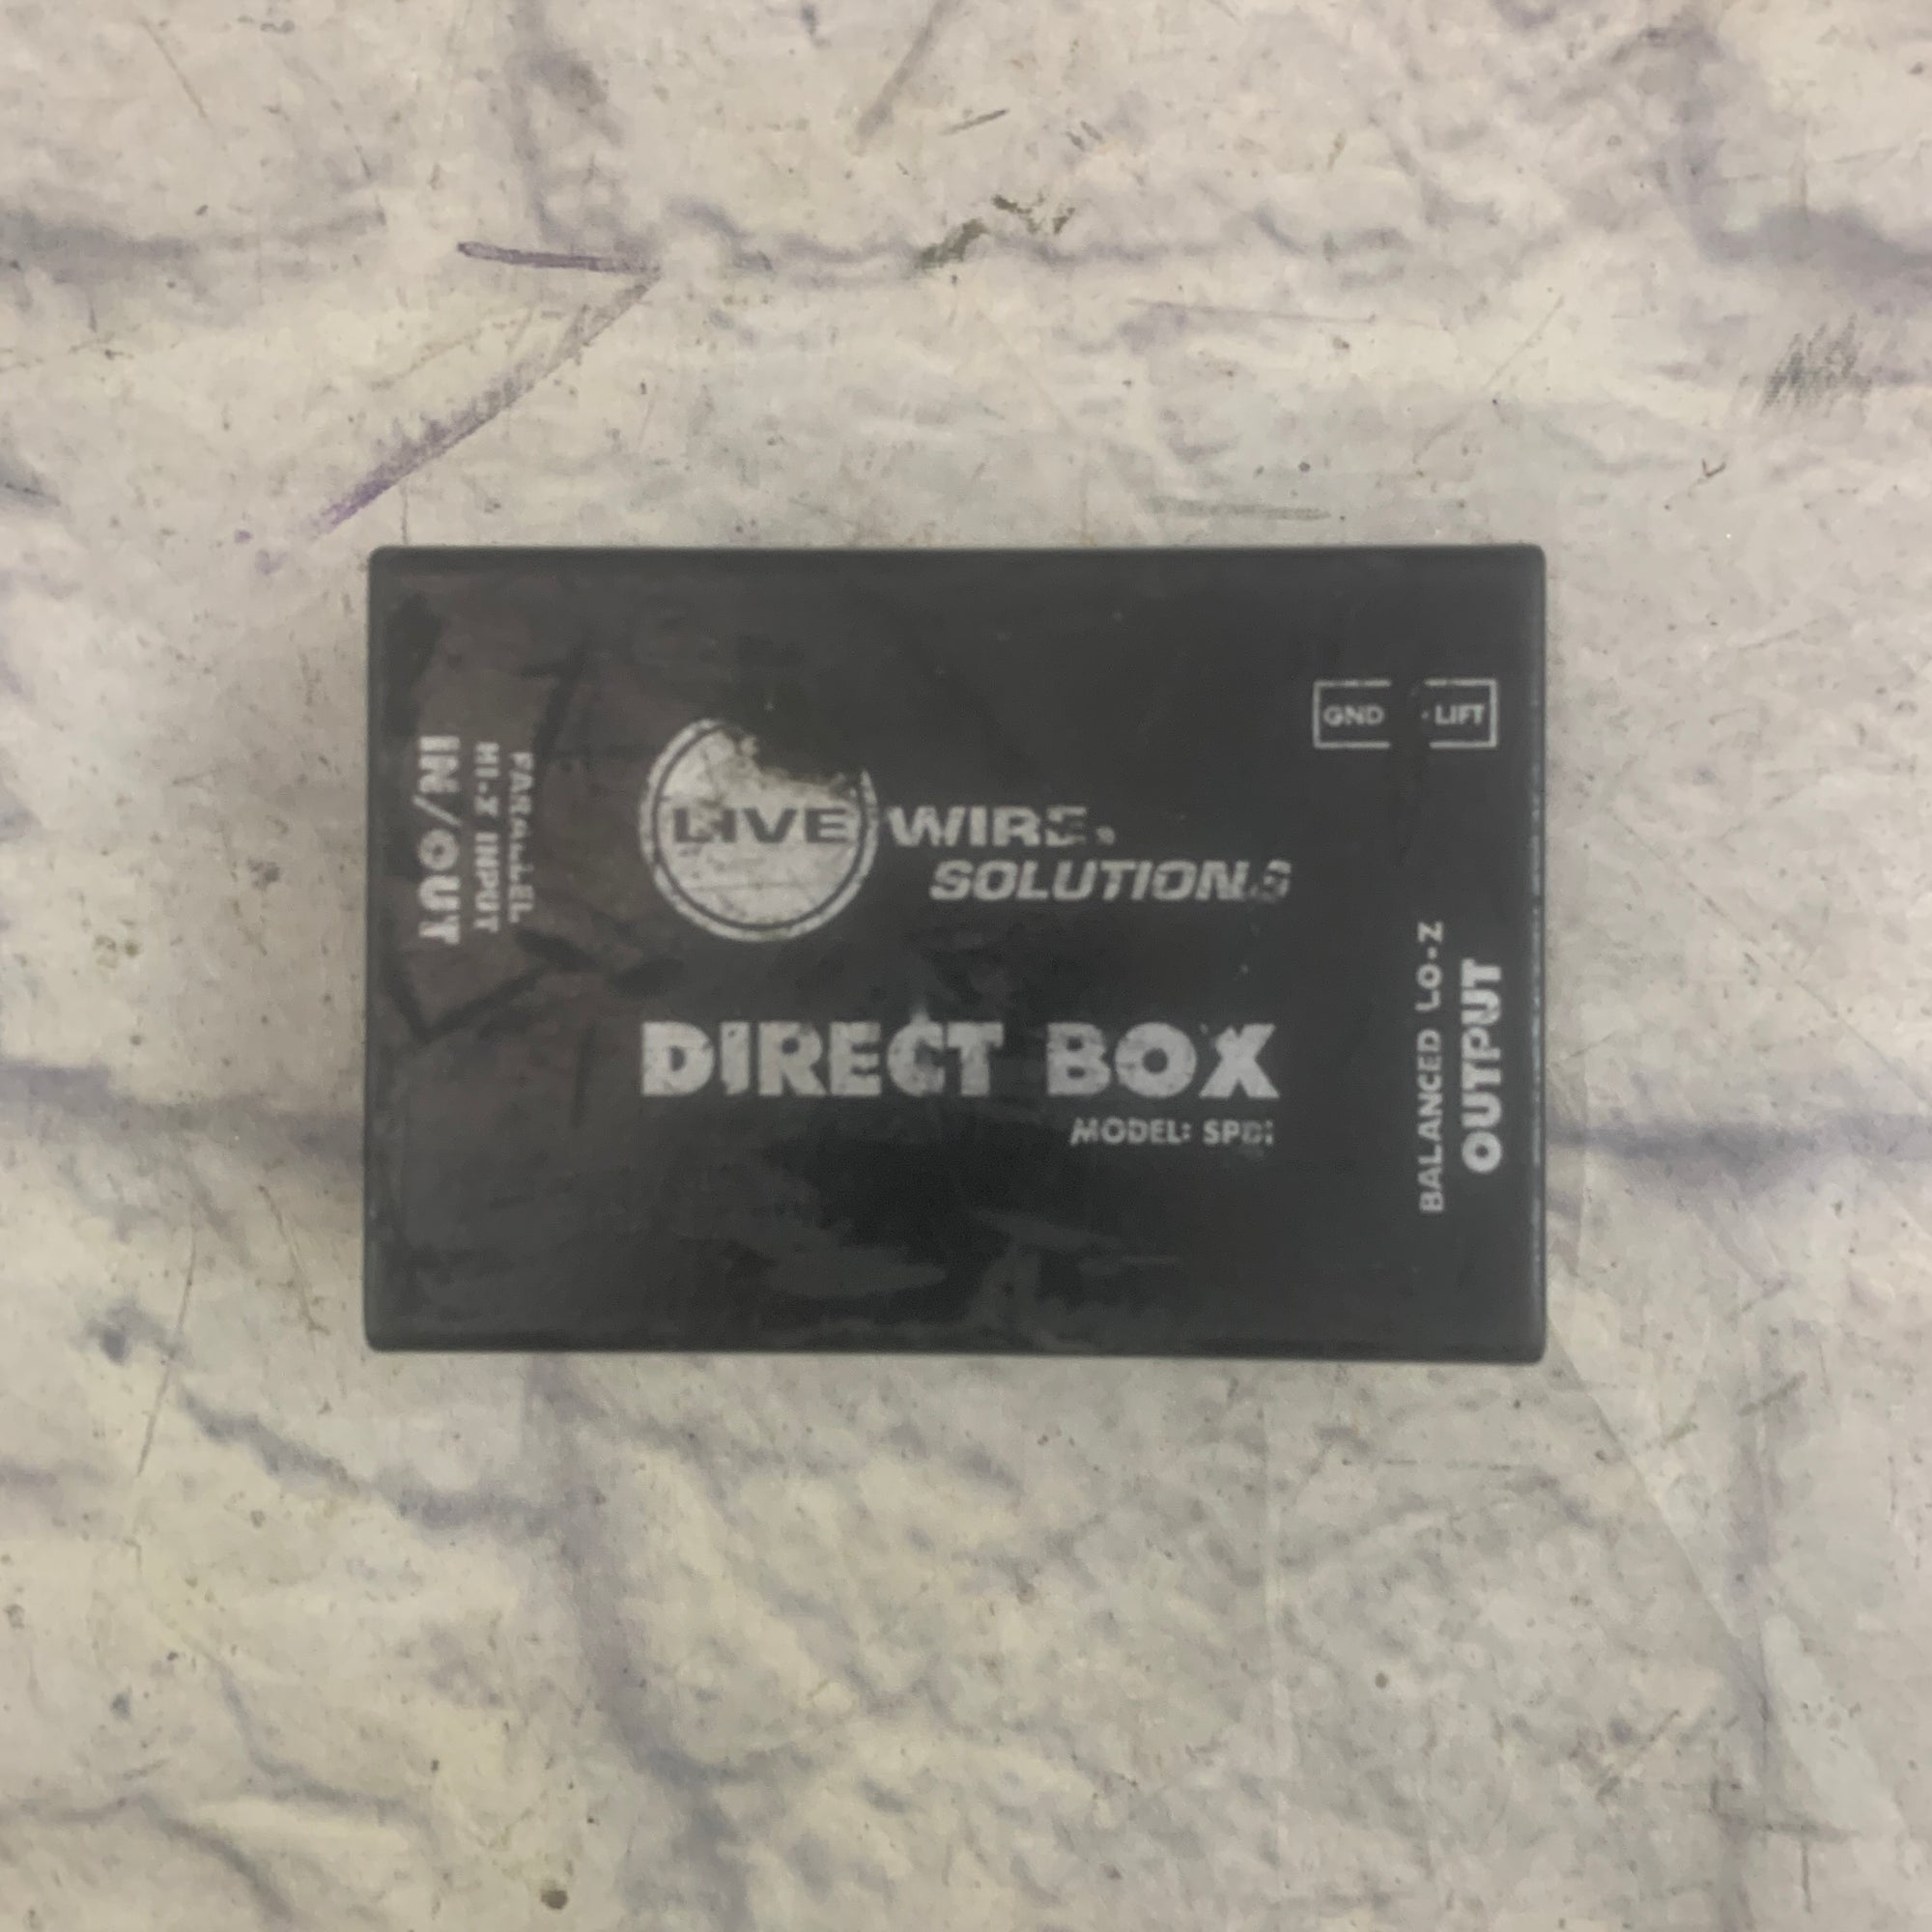 LIVE WIRE
SOLUTIONS
DIRECT BOX
MODEL: SPDI
PARALLEL
HI-Z INPUT
IN/OUT
GND LIFT
BALANCED LO-Z
OUTPUT